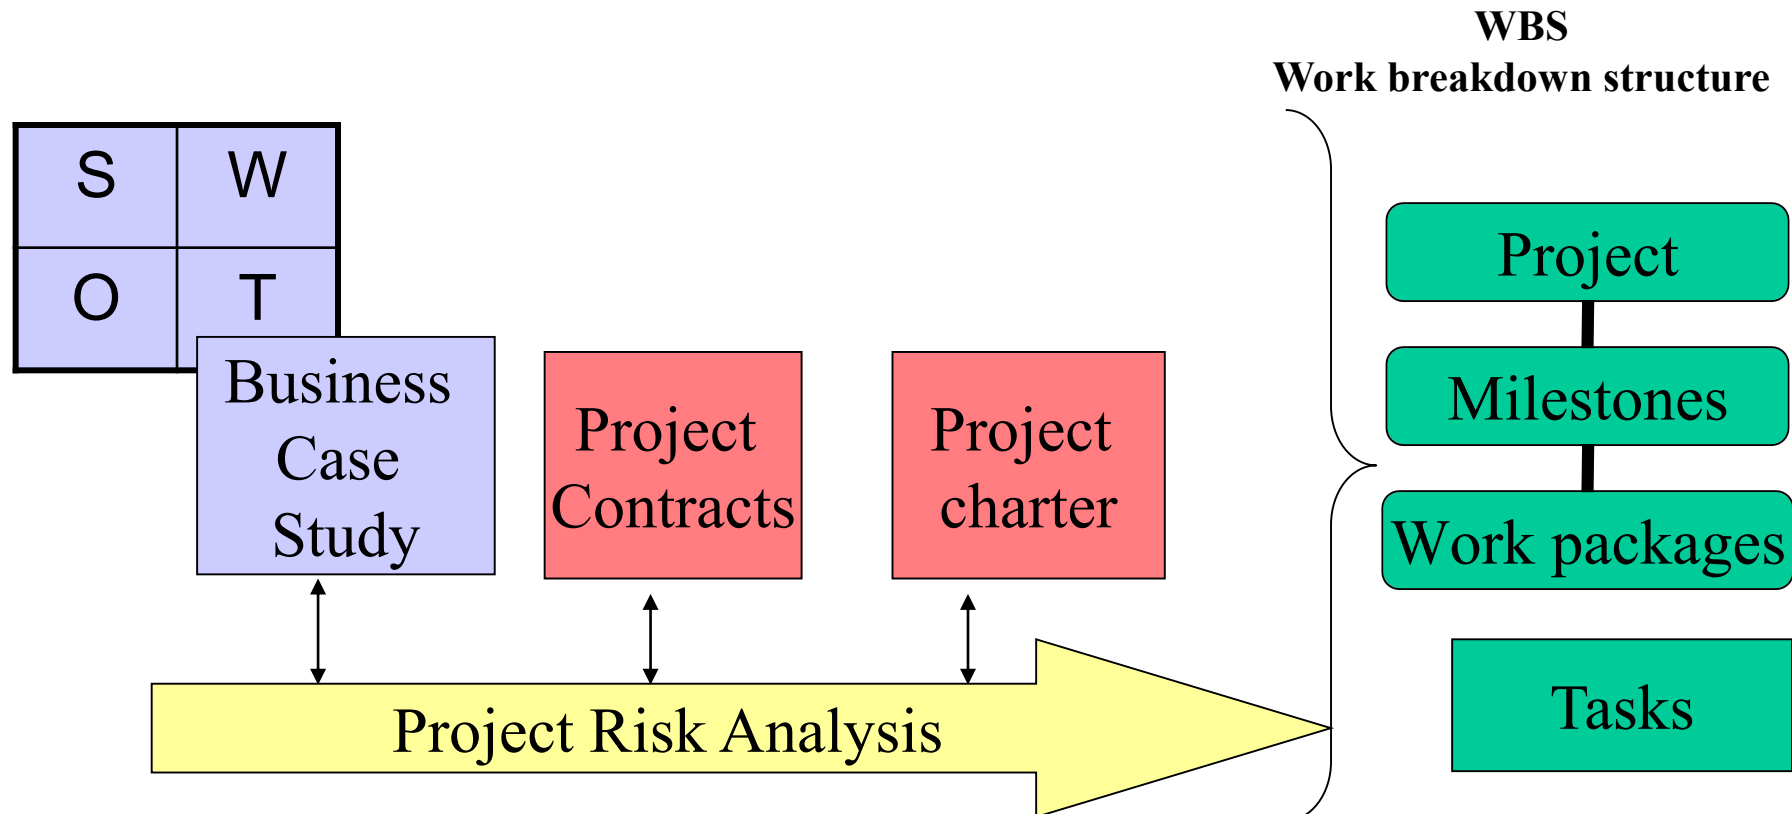 WBS
Work breakdown structure
S W
O T
Business
Case
Study
Project
Contracts
Project
charter
Project Risk Analysis
Project
Milestones
Work packages
Tasks